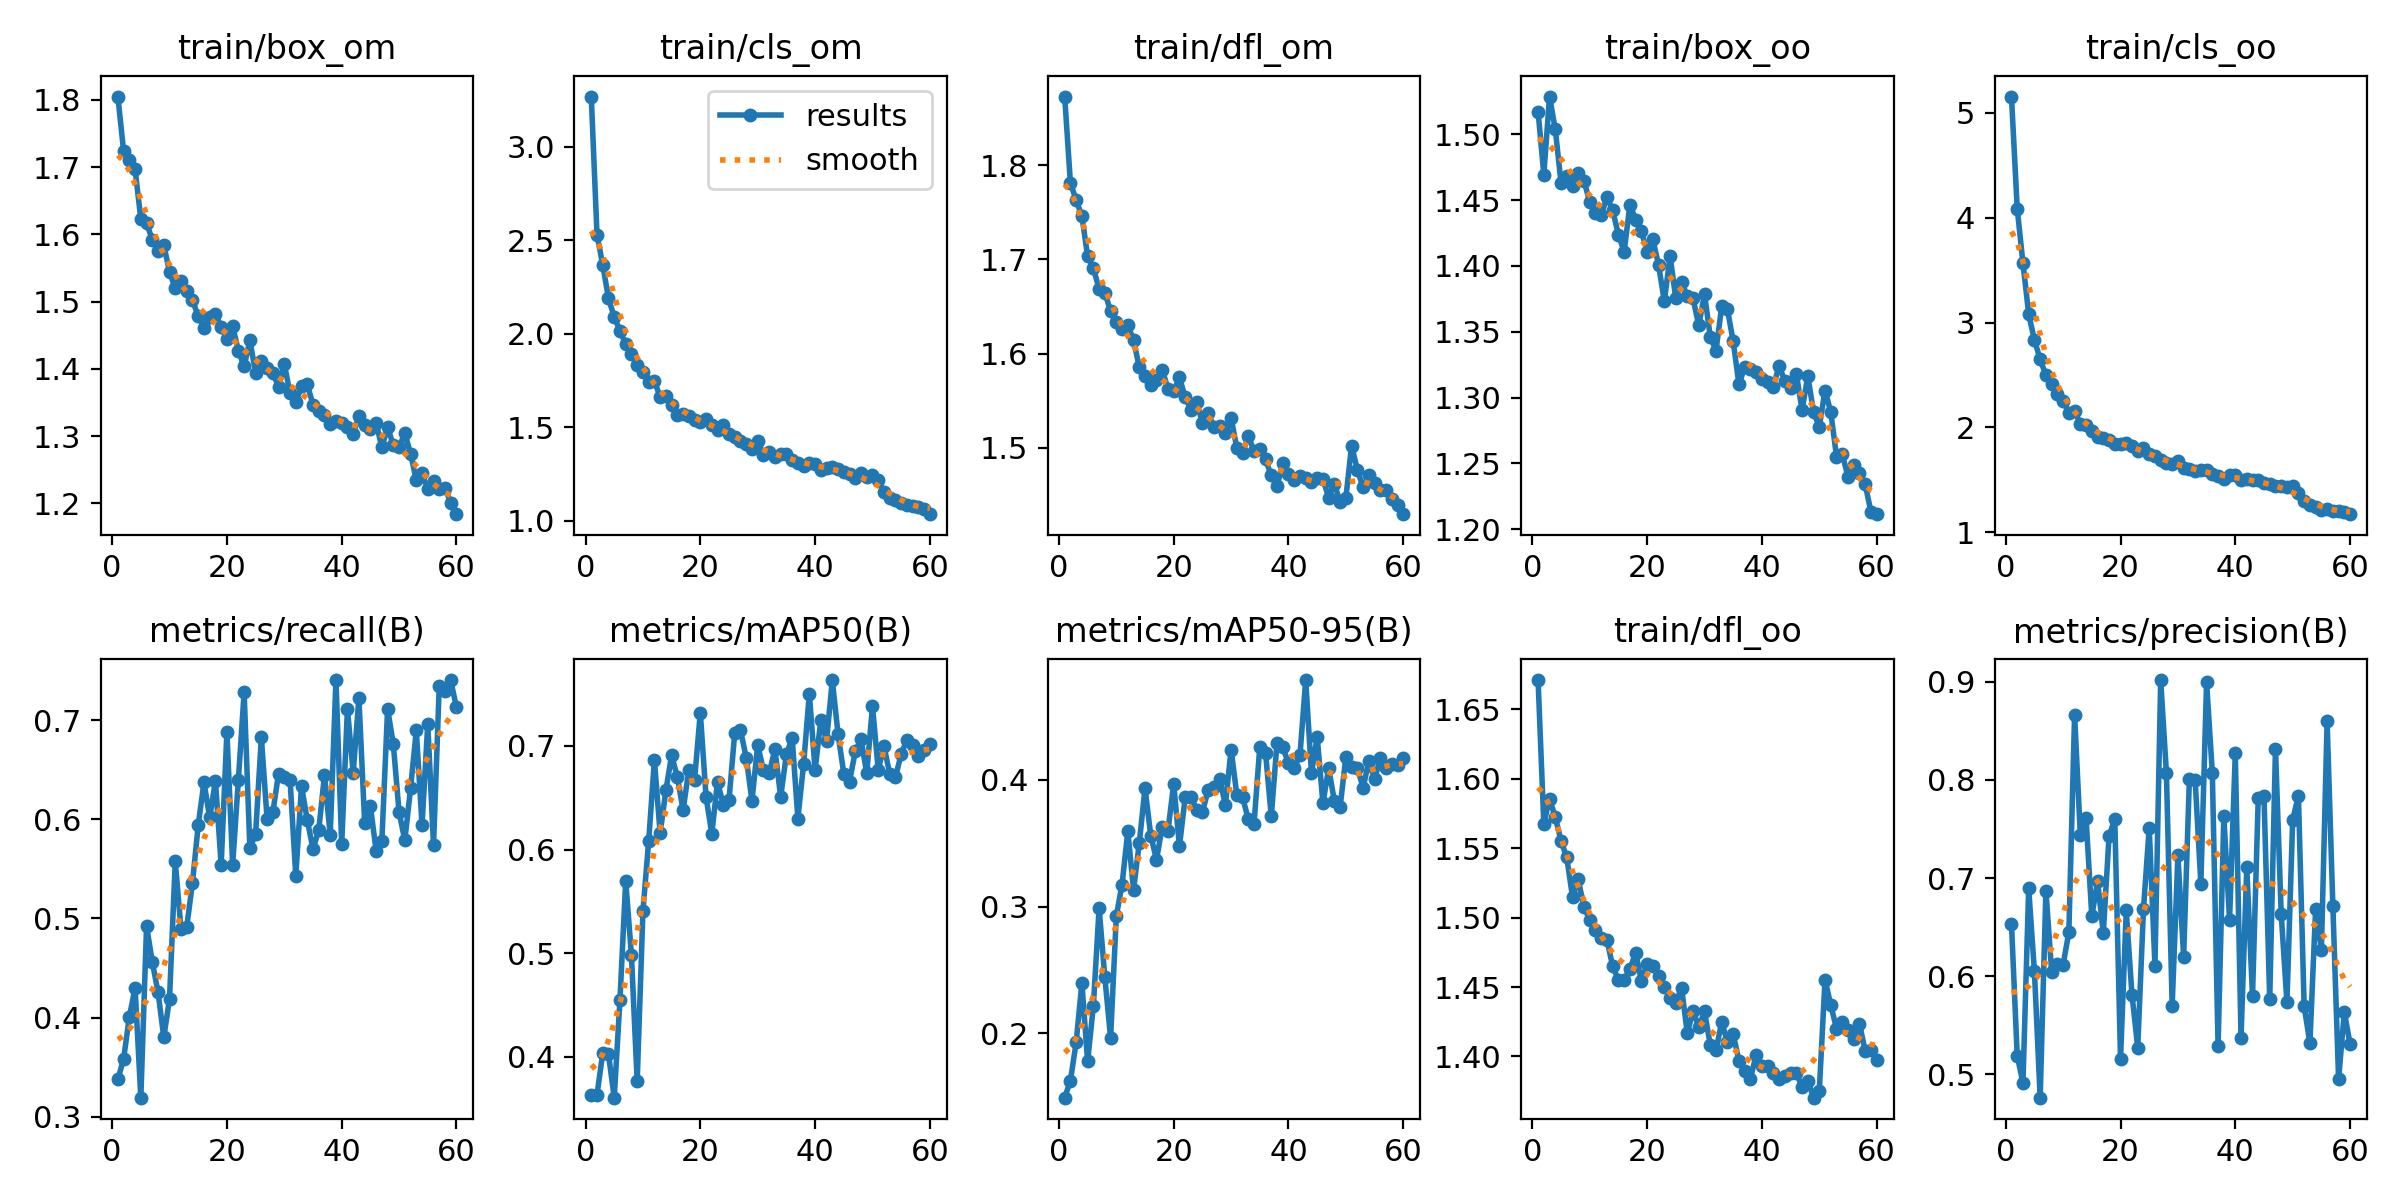 train/box_om
train/cls_om
train/dfl_om
train/box_oo
train/cls_oo
1.8
1.7
1.6
1.5
1.4
1.3
1.2
0 20 40 60
results
smooth
3.0
2.5
2.0
1.5
1.0
0 20 40 60
1.8
1.7
1.6
1.5
0 20 40 60
1.50
1.45
1.40
1.35
1.30
1.25
1.20
0 20 40 60
5
4
3
2
1
0 20 40 60
metrics/recall(B)
metrics/mAP50(B)
metrics/mAP50-95(B)
train/dfl_oo
metrics/precision(B)
0.7
0.6
0.5
0.4
0.3
0 20 40 60
0.7
0.6
0.5
0.4
0 20 40 60
0.4
0.3
0.2
0 20 40 60
1.65
1.60
1.55
1.50
1.45
1.40
0 20 40 60
0.9
0.8
0.7
0.6
0.5
0 20 40 60